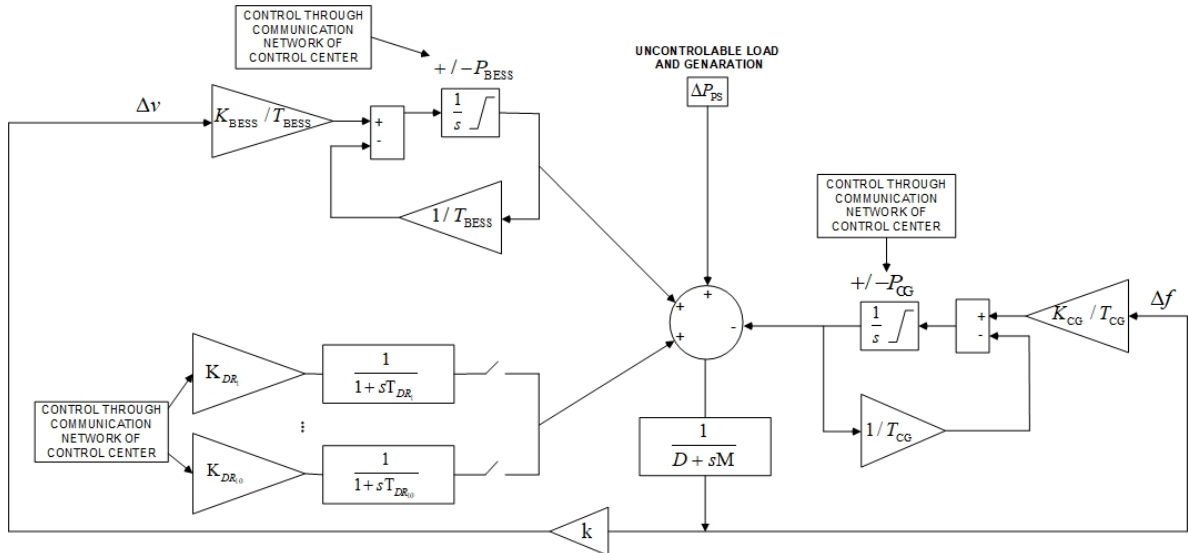 CONTROL THROUGH
COMMUNICATION
NETWORK OF
CONTROL CENTER
+/−P_BESS
Δv
K_BESS / T_BESS
+
-
1/s
1/T_BESS
UNCONTROLABLE LOAD
AND GENARATION
ΔP_PS
CONTROL THROUGH
COMMUNICATION
NETWORK OF
CONTROL CENTER
+/−P_CG
1/s
+
-
K_CG / T_CG
Δf
1/T_CG
+
+
+
-
CONTROL THROUGH
COMMUNICATION
NETWORK OF
CONTROL CENTER
K_DR1
1/(1+sT_DR1)
...
K_DR10
1/(1+sT_DR10)
1/(D+sM)
k